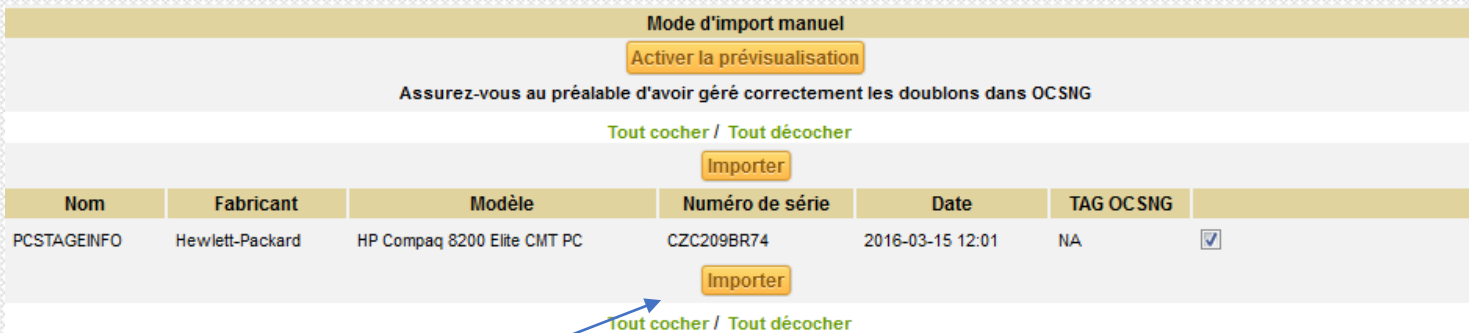 Mode d'import manuel
Activer la prévisualisation
Assurez-vous au préalable d'avoir géré correctement les doublons dans OCSNG
Tout cocher / Tout décocher
Importer
Nom Fabricant Modèle Numéro de série Date TAG OCSNG
PCSTAGEINFO Hewlett-Packard HP Compaq 8200 Elite CMT PC CZC209BR74 2016-03-15 12:01 NA
Importer
Tout cocher / Tout décocher